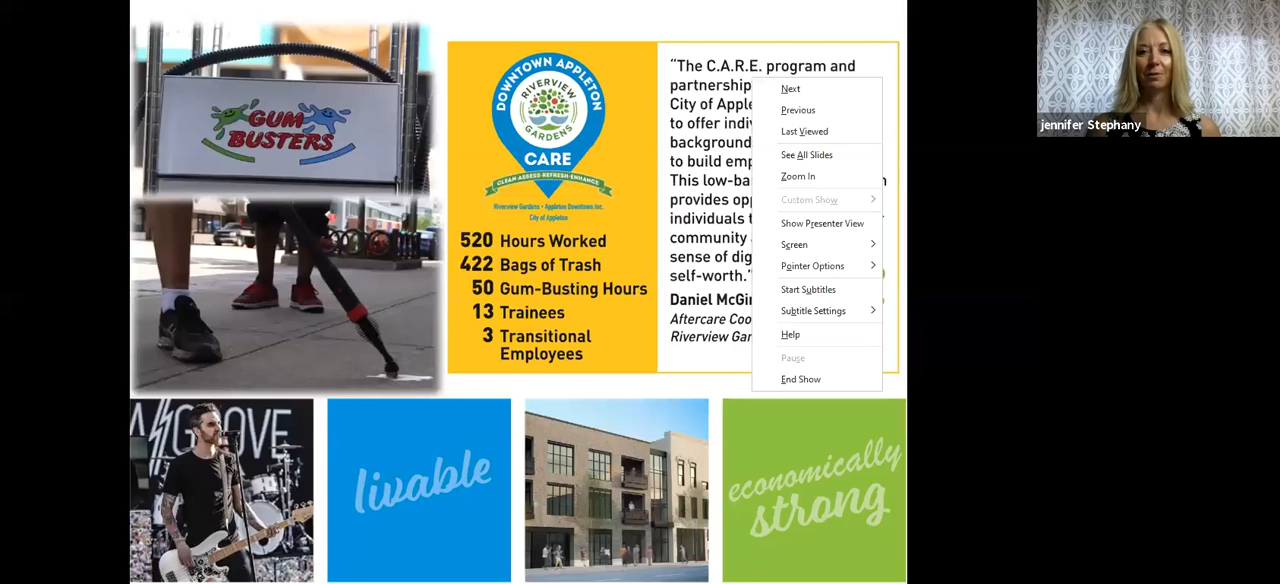 GUM
BUSTERS
DOWNTOWN APPLETON
RIVERVIEW
GARDENS
CARE
CLEAN·ASSESS·REFRESH·ENHANCE
Riverview Gardens • Appleton Downtown Inc.
City of Appleton
520 Hours Worked
422 Bags of Trash
50 Gum-Busting Hours
13 Trainees
3 Transitional
Employees
“The C.A.R.E. program and
partnership
City of Apple
to offer indiv
background
to build emp
This low-ba
provides opp
individuals t
community
sense of dig
self-worth.”
Daniel McGi
Aftercare Coo
Riverview Gar
Next
Previous
Last Viewed
See All Slides
Zoom In
Custom Show
Show Presenter View
Screen
Pointer Options
Start Subtitles
Subtitle Settings
Help
Pause
End Show
jennifer Stephany
GROOVE
livable
economically
strong